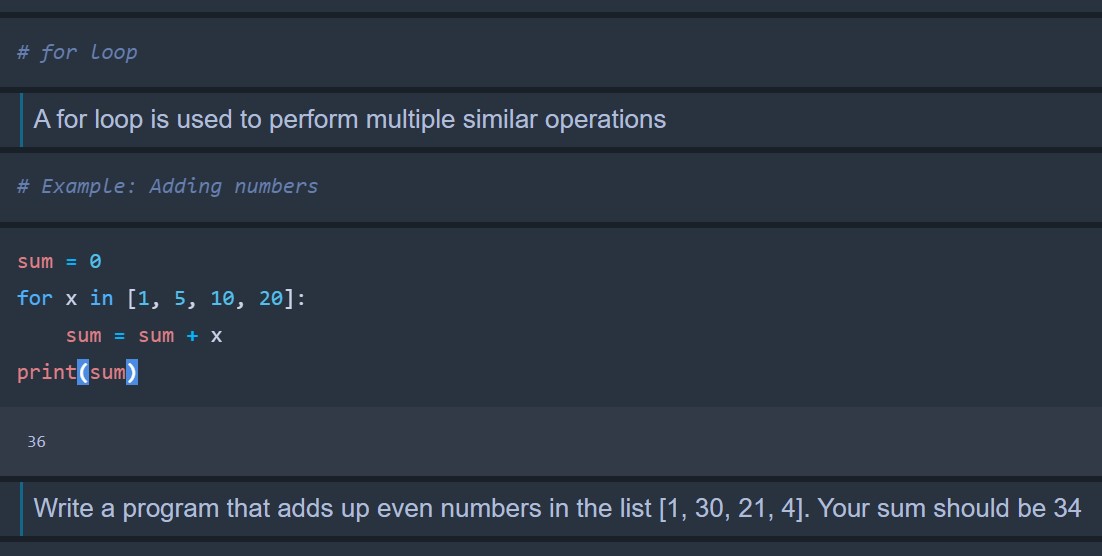 # for loop
A for loop is used to perform multiple similar operations
# Example: Adding numbers
sum = 0
for x in [1, 5, 10, 20]:
    sum = sum + x
print(sum)
36
Write a program that adds up even numbers in the list [1, 30, 21, 4]. Your sum should be 34